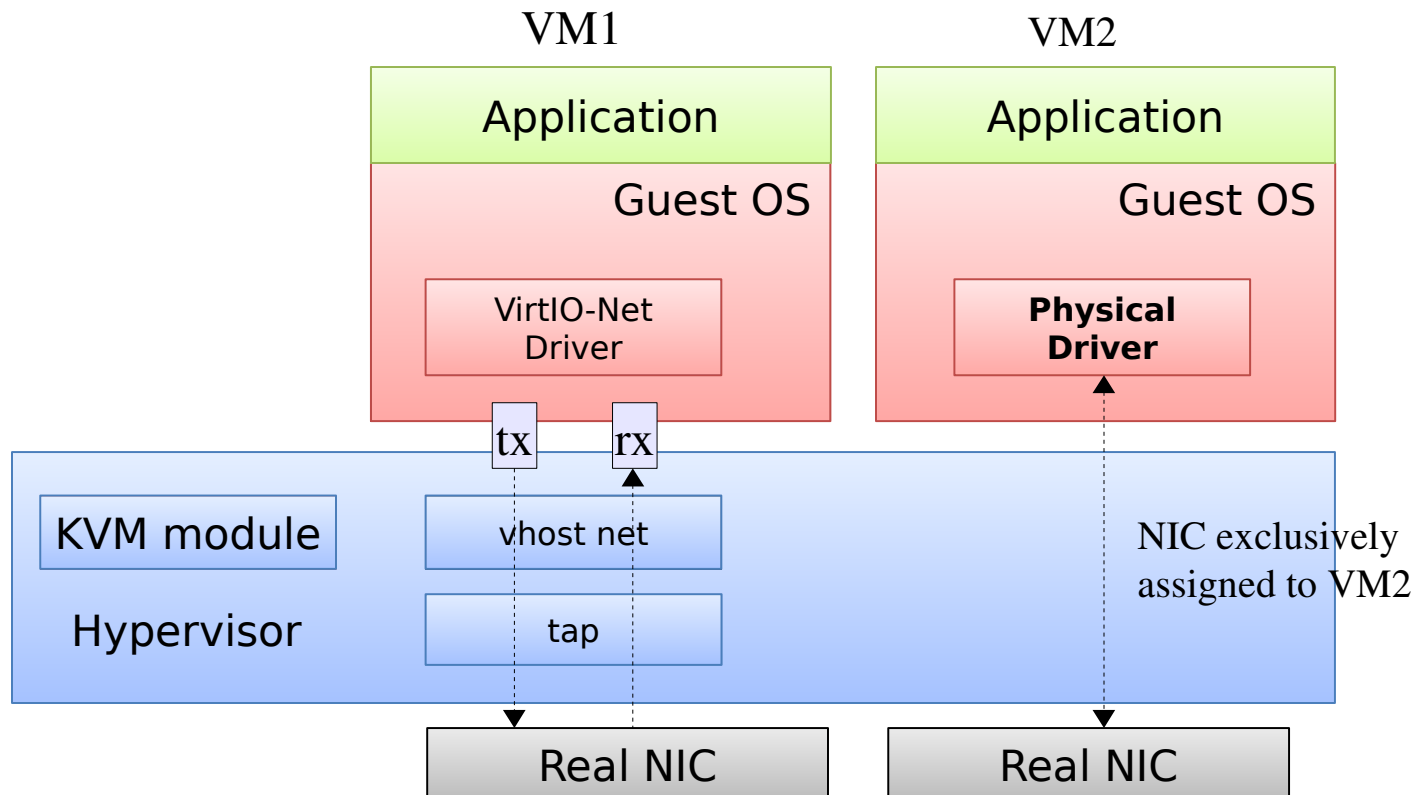 VM1
VM2
Application
Application
Guest OS
Guest OS
VirtIO-Net
Driver
Physical
Driver
tx
rx
KVM module
vhost net
NIC exclusively
assigned to VM2
Hypervisor
tap
Real NIC
Real NIC